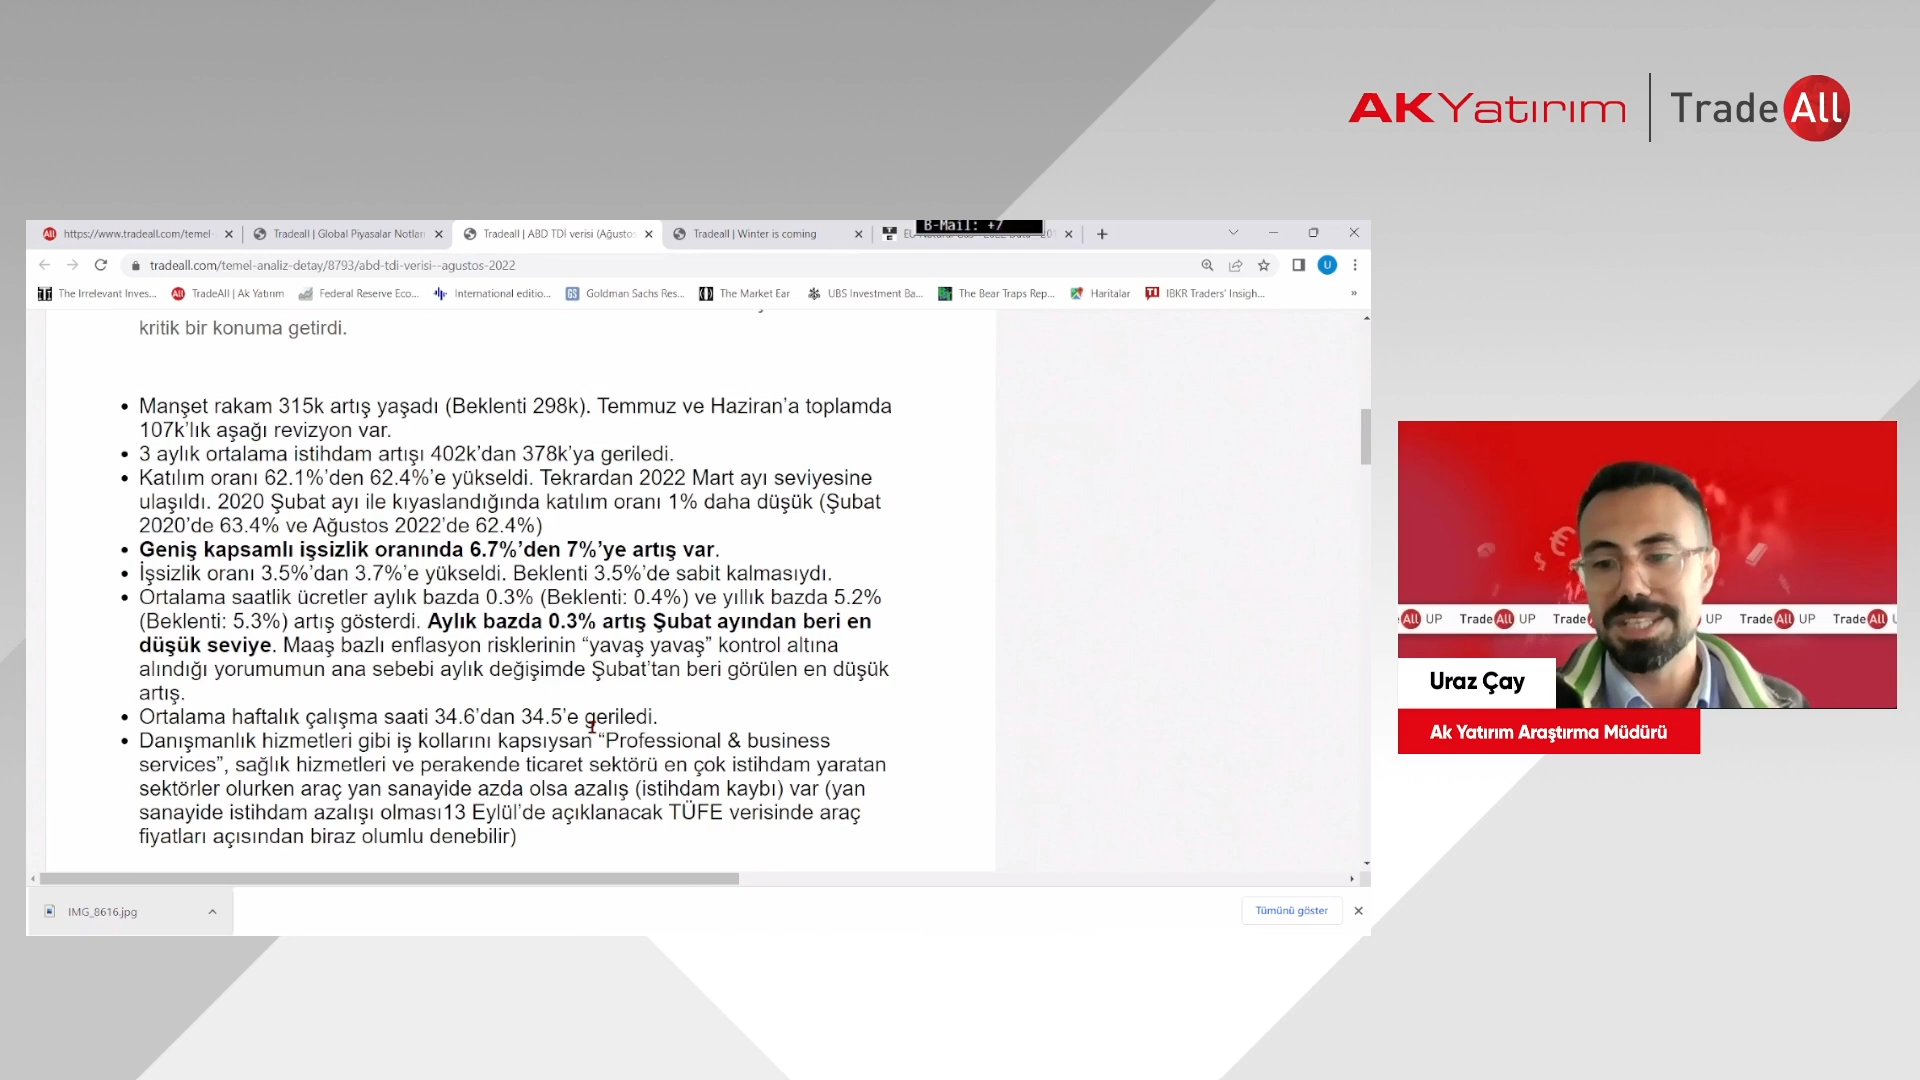 AKYatırım | TradeAll
https://www.tradeall.com/temel-
Tradeall | Global Piyasalar Notları
Tradeall | ABD TDİ verisi (Ağustos
Tradeall | Winter is coming
B-Mail: +7
tradeall.com/temel-analiz-detay/8793/abd-tdi-verisi--agustos-2022
U
The Irrelevant Inves...
TradeAll | Ak Yatırım
Federal Reserve Eco...
International editio...
Goldman Sachs Res...
The Market Ear
UBS Investment Ba...
The Bear Traps Rep...
Haritalar
IBKR Traders' Insigh...
kritik bir konuma getirdi.
• Manşet rakam 315k artış yaşadı (Beklenti 298k). Temmuz ve Haziran’a toplamda
107k’lık aşağı revizyon var.
• 3 aylık ortalama istihdam artışı 402k’dan 378k’ya geriledi.
• Katılım oranı 62.1%’den 62.4%’e yükseldi. Tekrardan 2022 Mart ayı seviyesine
ulaşıldı. 2020 Şubat ayı ile kıyaslandığında katılım oranı 1% daha düşük (Şubat
2020’de 63.4% ve Ağustos 2022’de 62.4%)
• Geniş kapsamlı işsizlik oranında 6.7%’den 7%’ye artış var.
• İşsizlik oranı 3.5%’dan 3.7%’e yükseldi. Beklenti 3.5%’de sabit kalmasıydı.
• Ortalama saatlik ücretler aylık bazda 0.3% (Beklenti: 0.4%) ve yıllık bazda 5.2%
(Beklenti: 5.3%) artış gösterdi. Aylık bazda 0.3% artış Şubat ayından beri en
düşük seviye. Maaş bazlı enflasyon risklerinin “yavaş yavaş” kontrol altına
alındığı yorumumun ana sebebi aylık değişimde Şubat’tan beri görülen en düşük
artış.
• Ortalama haftalık çalışma saati 34.6’dan 34.5’e geriledi.
• Danışmanlık hizmetleri gibi iş kollarını kapsıysan “Professional & business
services”, sağlık hizmetleri ve perakende ticaret sektörü en çok istihdam yaratan
sektörler olurken araç yan sanayide azda olsa azalış (istihdam kaybı) var (yan
sanayide istihdam azalışı olması13 Eylül’de açıklanacak TÜFE verisinde araç
fiyatları açısından biraz olumlu denebilir)
IMG_8616.jpg
Tümünü göster
All UP TradeAll UP Trade UP TradeAll UP TradeAll
Uraz Çay
Ak Yatırım Araştırma Müdürü